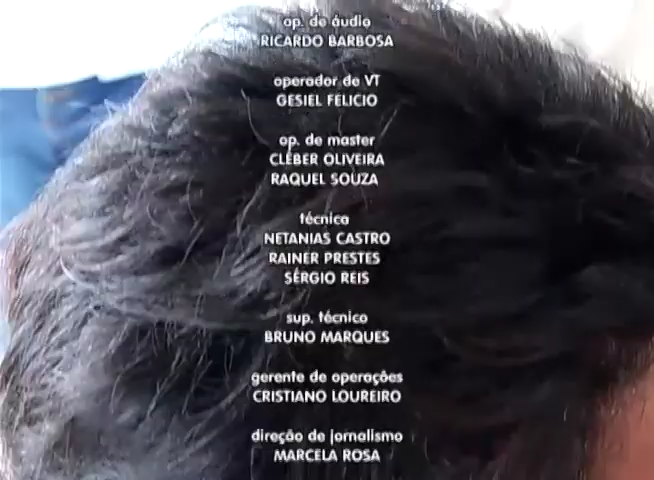 op. de áudio
RICARDO BARBOSA
operador de VT
GESIEL FELICIO
op. de master
CLÉBER OLIVEIRA
RAQUEL SOUZA
técnica
NETANIAS CASTRO
RAINER PRESTES
SÉRGIO REIS
sup. técnico
BRUNO MARQUES
gerente de operações
CRISTIANO LOUREIRO
direção de jornalismo
MARCELA ROSA